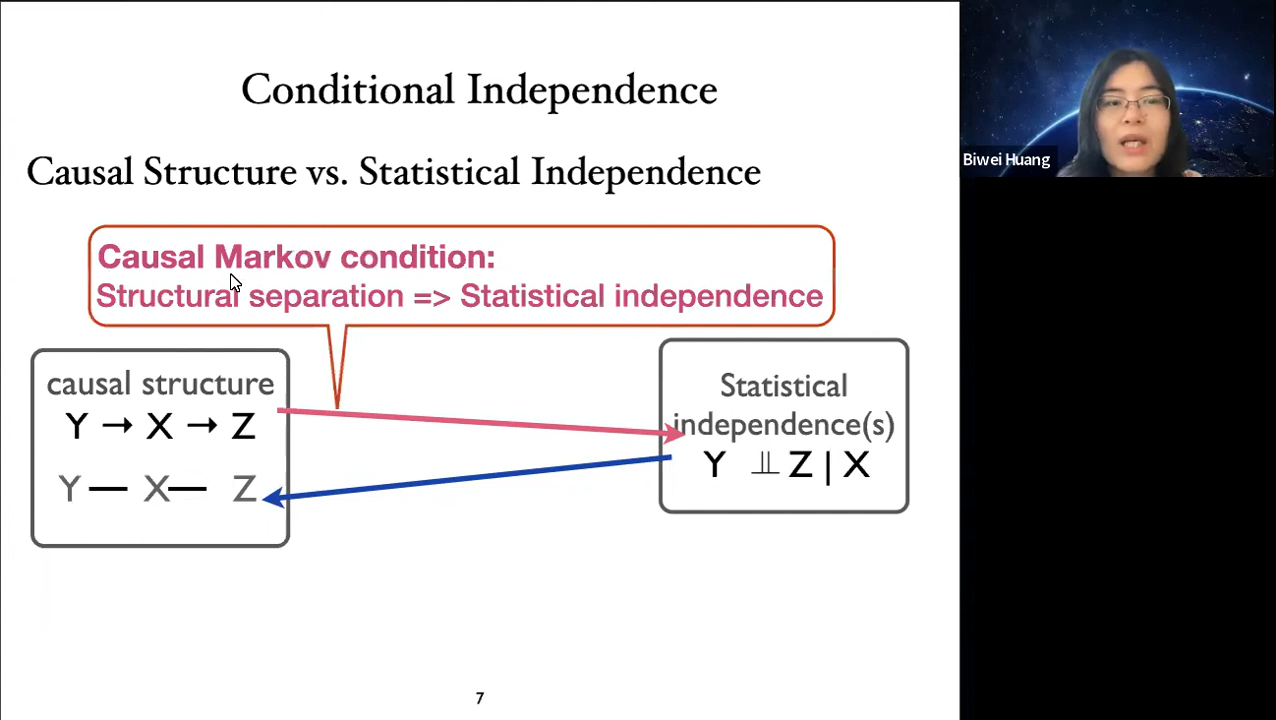 Conditional Independence
Causal Structure vs. Statistical Independence
Causal Markov condition:
Structural separation => Statistical independence
causal structure
Y → X → Z
Y — X — Z
Statistical
independence(s)
Y ⫫ Z | X
7
Biwei Huang